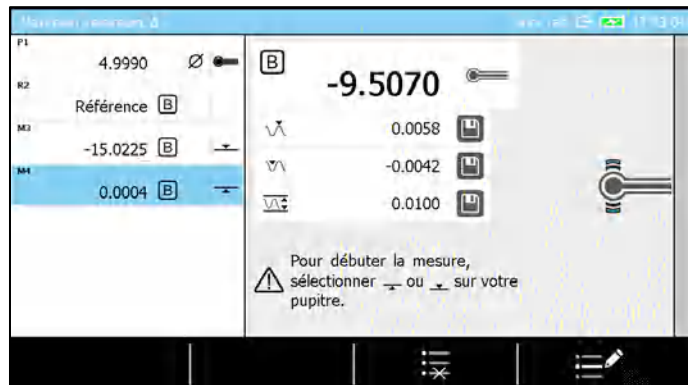 P1
4.9990 Ø
R2
Référence B
M3
-15.0225 B
M4
0.0004 B
B
-9.5070
0.0058
-0.0042
0.0100
Pour débuter la mesure,
sélectionner ou sur votre
pupitre.